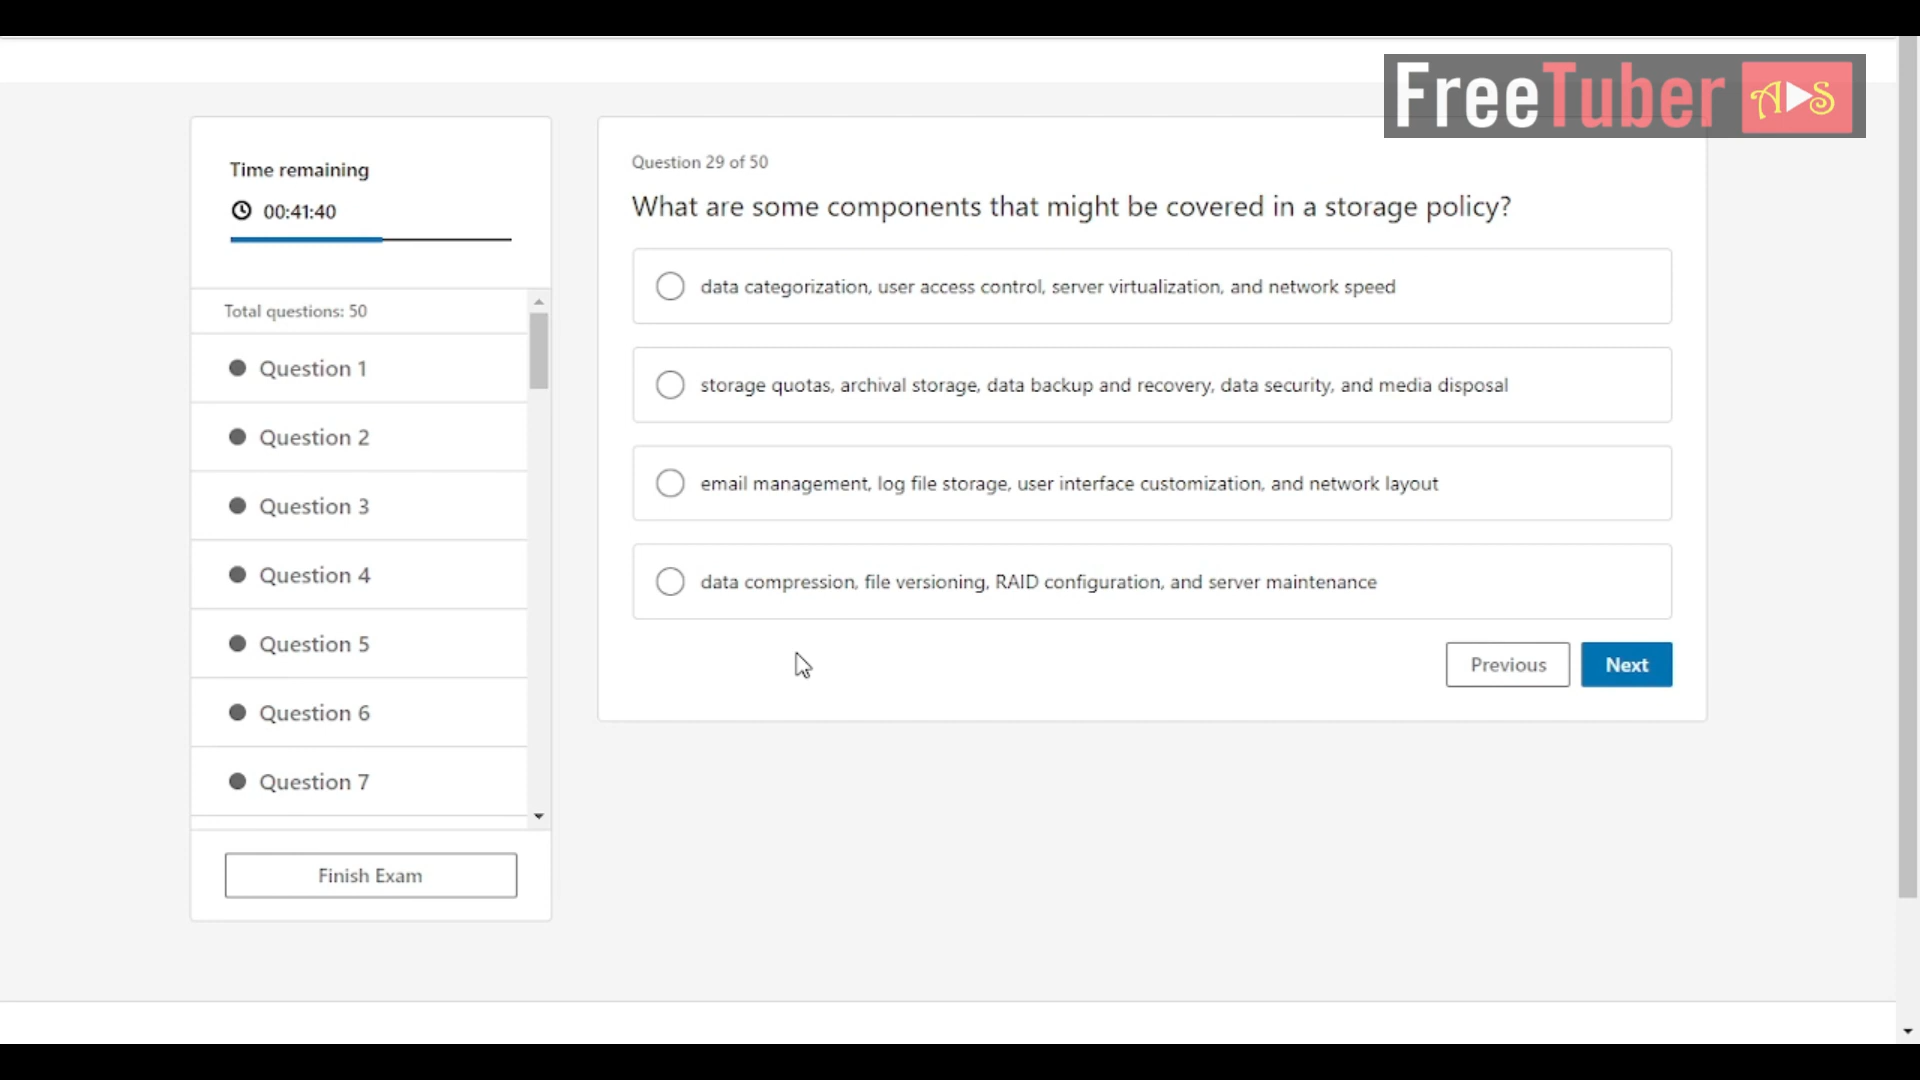 FreeTuber
A S
Time remaining
00:41:40
Total questions: 50
Question 1
Question 2
Question 3
Question 4
Question 5
Question 6
Question 7
Finish Exam
Question 29 of 50
What are some components that might be covered in a storage policy?
data categorization, user access control, server virtualization, and network speed
storage quotas, archival storage, data backup and recovery, data security, and media disposal
email management, log file storage, user interface customization, and network layout
data compression, file versioning, RAID configuration, and server maintenance
Previous
Next